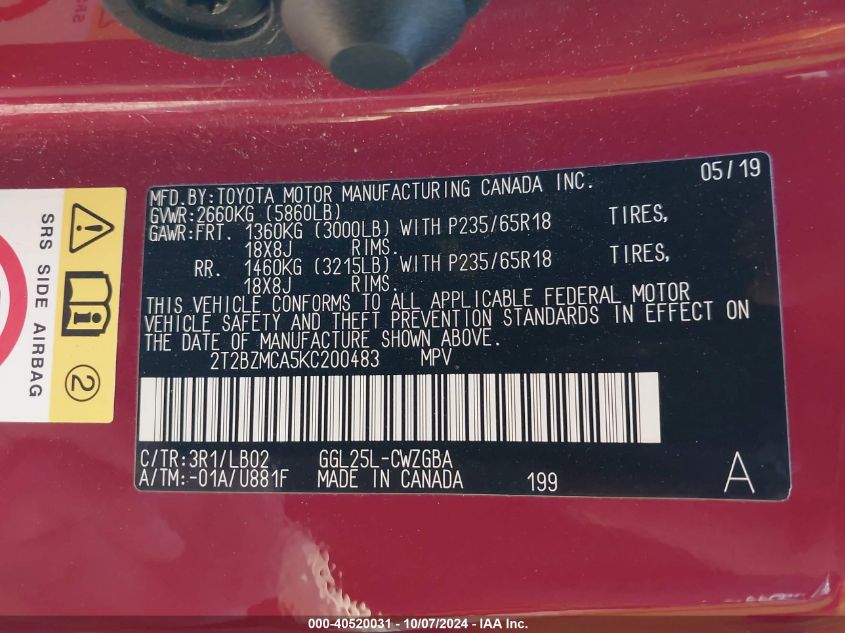 MFD. BY: TOYOTA MOTOR MANUFACTURING CANADA INC. 05/19
GVWR: 2660KG (5860LB)
GAWR: FRT. 1360KG (3000LB) WITH P235/65R18 TIRES,
18X8J RIMS
RR. 1460KG (3215LB) WITH P235/65R18 TIRES,
18X8J RIMS.
THIS VEHICLE CONFORMS TO ALL APPLICABLE FEDERAL MOTOR
VEHICLE SAFETY AND THEFT PREVENTION STANDARDS IN EFFECT ON
THE DATE OF MANUFACTURE SHOWN ABOVE.
2T2BZMCA5KC200483 MPV
C/TR: 3R1/LB02 GGL25L-CWZGBA
A/TM: -01A/U881F MADE IN CANADA 199 A
SRS SIDE AIRBAG
2
000-40520031 - 10/07/2024 - IAA Inc.